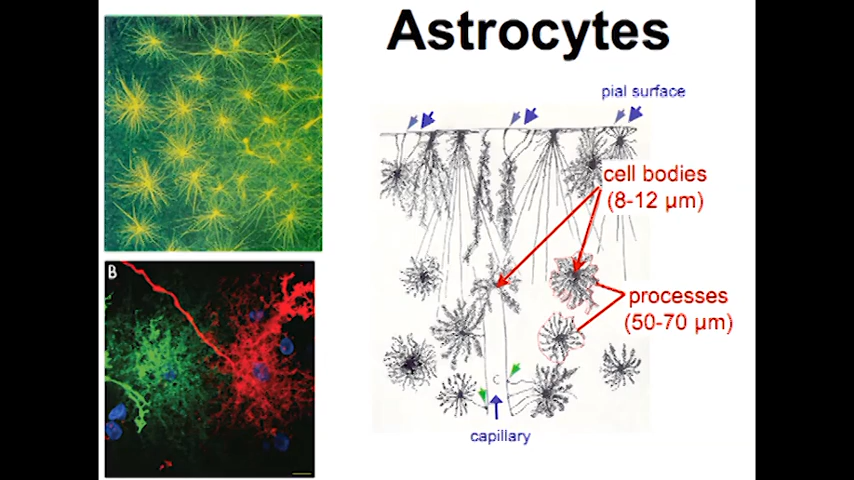 Astrocytes
pial surface
cell bodies
(8-12 µm)
B
processes
(50-70 µm)
C
capillary